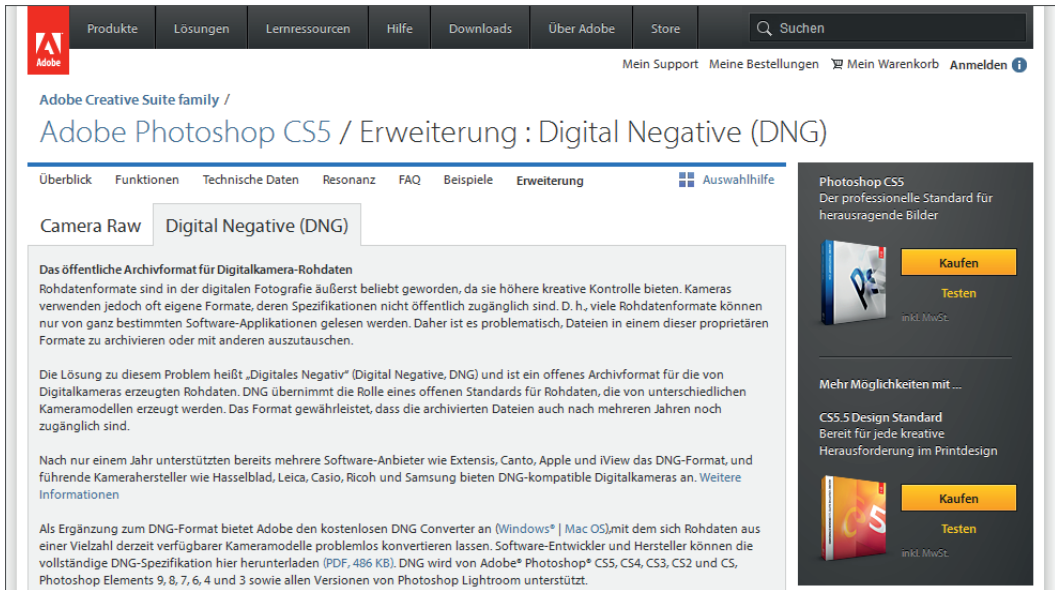 Produkte Lösungen Lernressourcen Hilfe Downloads Über Adobe Store Suchen
Adobe
Mein Support Meine Bestellungen Mein Warenkorb Anmelden
Adobe Creative Suite family /
Adobe Photoshop CS5 / Erweiterung : Digital Negative (DNG)
Überblick Funktionen Technische Daten Resonanz FAQ Beispiele Erweiterung Auswahlhilfe
Camera Raw Digital Negative (DNG)
Das öffentliche Archivformat für Digitalkamera-Rohdaten
Rohdatenformate sind in der digitalen Fotografie äußerst beliebt geworden, da sie höhere kreative Kontrolle bieten. Kameras
verwenden jedoch oft eigene Formate, deren Spezifikationen nicht öffentlich zugänglich sind. D. h., viele Rohdatenformate können
nur von ganz bestimmten Software-Applikationen gelesen werden. Daher ist es problematisch, Dateien in einem dieser proprietären
Formate zu archivieren oder mit anderen auszutauschen.
Die Lösung zu diesem Problem heißt „Digitales Negativ“ (Digital Negative, DNG) und ist ein offenes Archivformat für die von
Digitalkameras erzeugten Rohdaten. DNG übernimmt die Rolle eines offenen Standards für Rohdaten, die von unterschiedlichen
Kameramodellen erzeugt werden. Das Format gewährleistet, dass die archivierten Dateien auch nach mehreren Jahren noch
zugänglich sind.
Nach nur einem Jahr unterstützten bereits mehrere Software-Anbieter wie Extensis, Canto, Apple und iView das DNG-Format, und
führende Kamerahersteller wie Hasselblad, Leica, Casio, Ricoh und Samsung bieten DNG-kompatible Digitalkameras an. Weitere
Informationen
Als Ergänzung zum DNG-Format bietet Adobe den kostenlosen DNG Converter an (Windows® | Mac OS),mit dem sich Rohdaten aus
einer Vielzahl derzeit verfügbarer Kameramodelle problemlos konvertieren lassen. Software-Entwickler und Hersteller können die
vollständige DNG-Spezifikation hier herunterladen (PDF, 486 KB). DNG wird von Adobe® Photoshop® CS5, CS4, CS3, CS2 und CS,
Photoshop Elements 9, 8, 7, 6, 4 und 3 sowie allen Versionen von Photoshop Lightroom unterstützt.
Photoshop CS5
Der professionelle Standard für
herausragende Bilder
Ps
Kaufen
Testen
inkl. MwSt.
Mehr Möglichkeiten mit ...
CS5.5 Design Standard
Bereit für jede kreative
Herausforderung im Printdesign
CS5
Kaufen
Testen
inkl. MwSt.